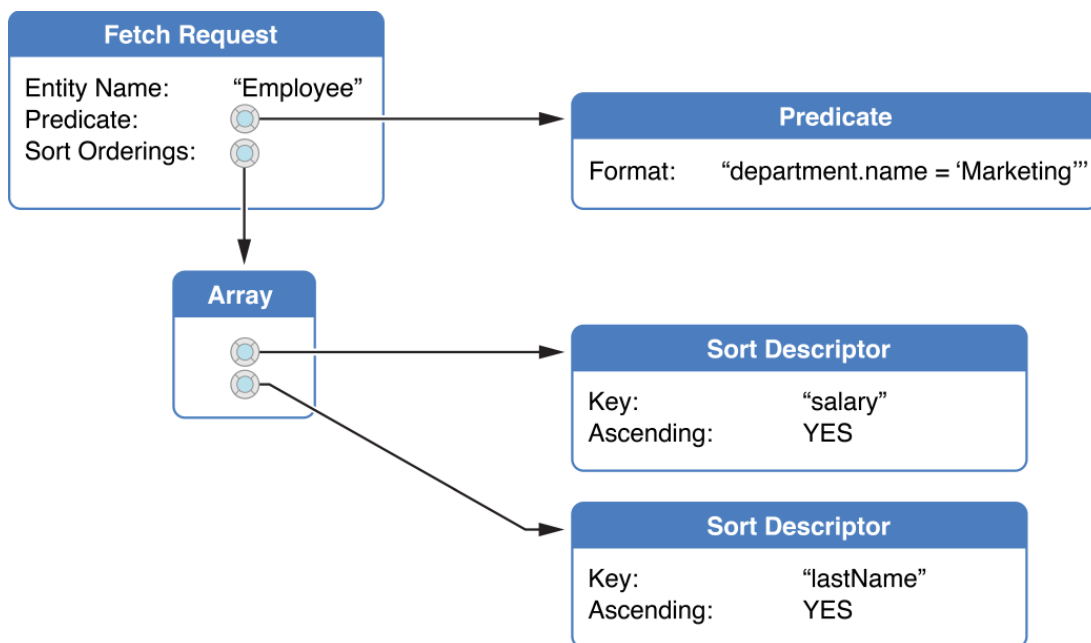 Fetch Request
Entity Name: “Employee”
Predicate:
Sort Orderings:
Predicate
Format: “department.name = ‘Marketing’”
Array
Sort Descriptor
Key: “salary”
Ascending: YES
Sort Descriptor
Key: “lastName”
Ascending: YES